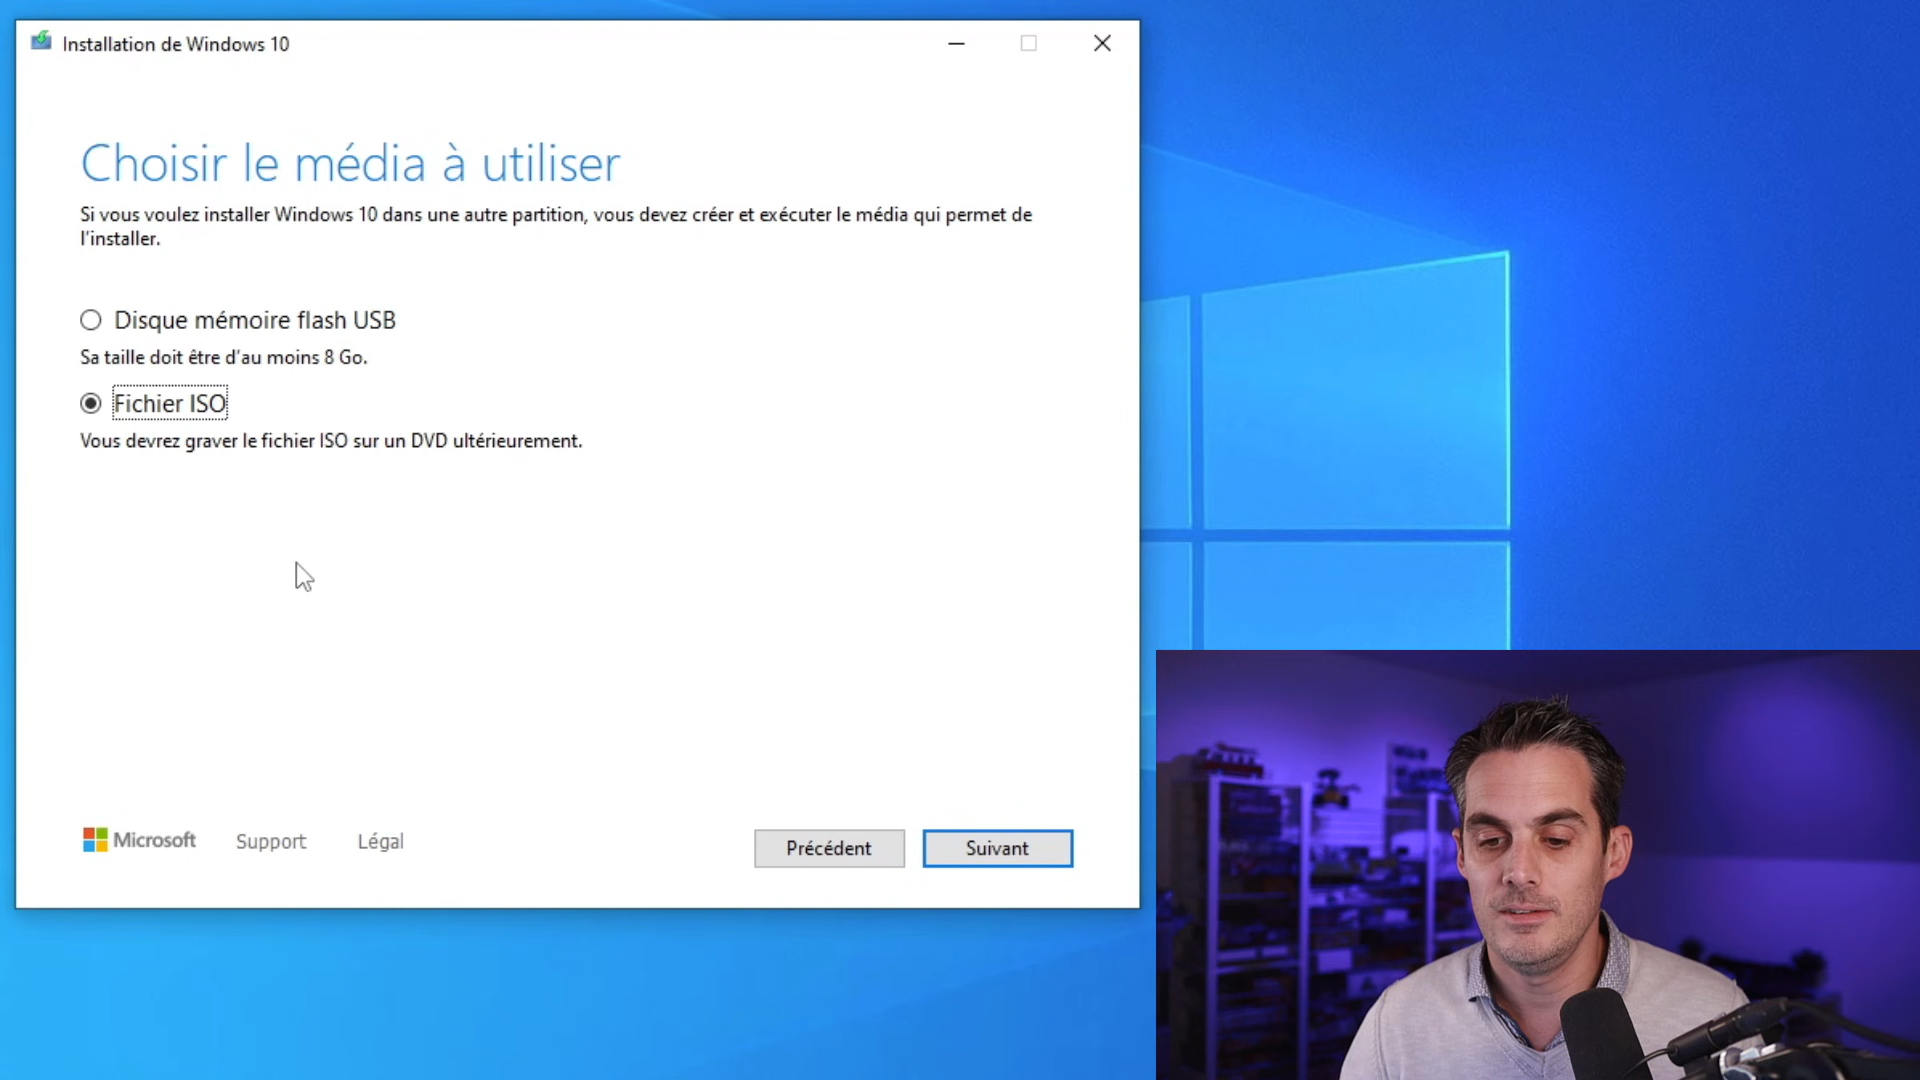 Installation de Windows 10
Choisir le média à utiliser
Si vous voulez installer Windows 10 dans une autre partition, vous devez créer et exécuter le média qui permet de
l'installer.
Disque mémoire flash USB
Sa taille doit être d'au moins 8 Go.
Fichier ISO
Vous devrez graver le fichier ISO sur un DVD ultérieurement.
Microsoft Support Légal Précédent Suivant